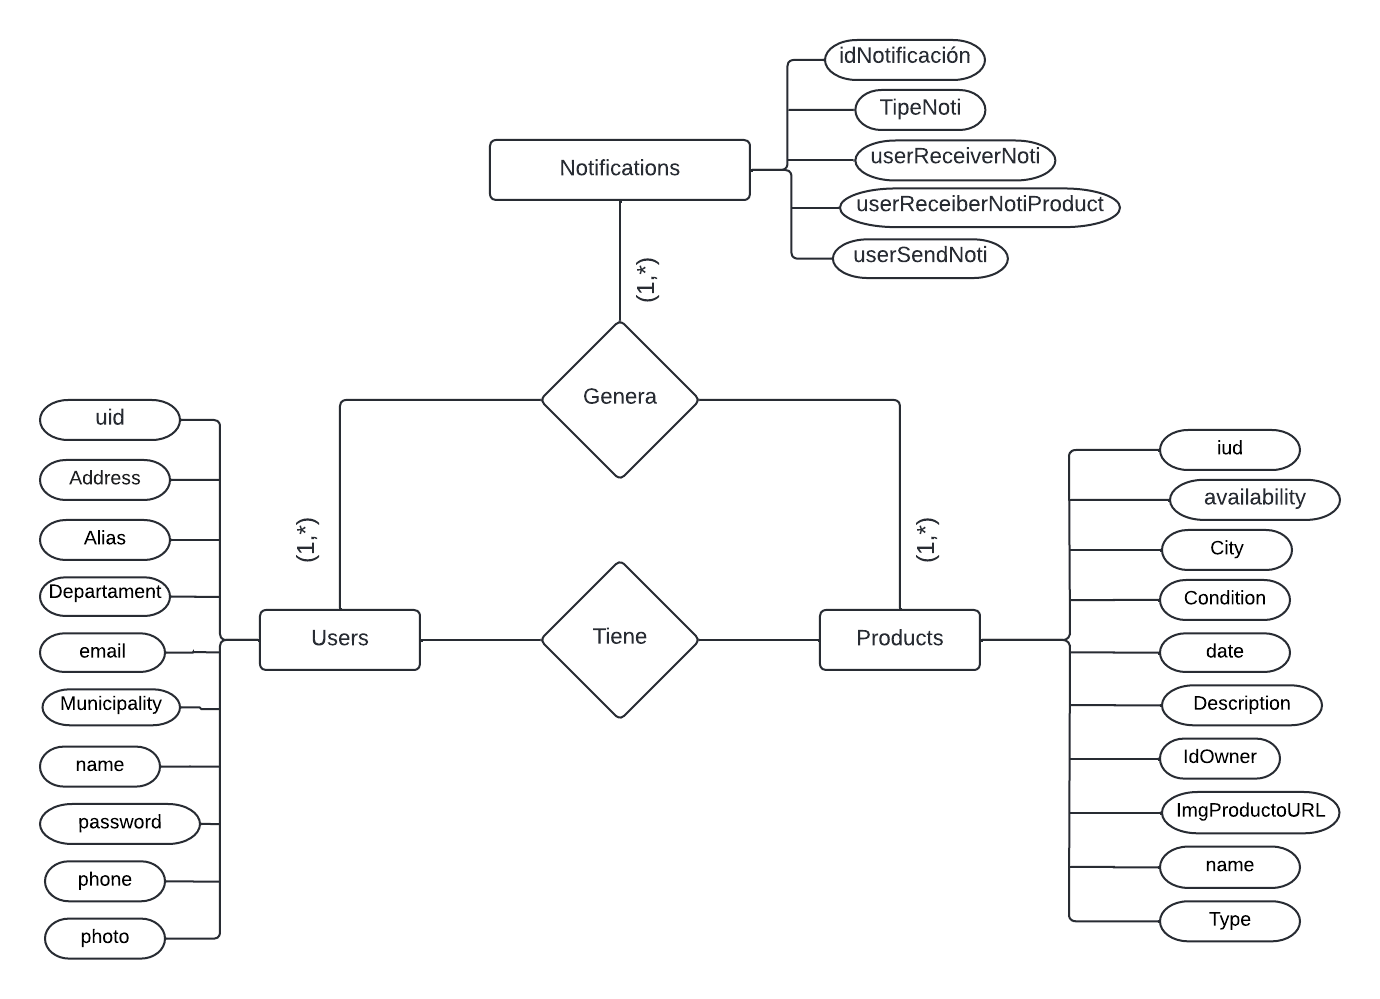 idNotificación
TipeNoti
userReceiverNoti
userReceiberNotiProduct
userSendNoti
Notifications
(1,*)
Genera
(1,*)
(1,*)
Users
Tiene
Products
uid
Address
Alias
Departament
email
Municipality
name
password
phone
photo
iud
availability
City
Condition
date
Description
IdOwner
ImgProductoURL
name
Type